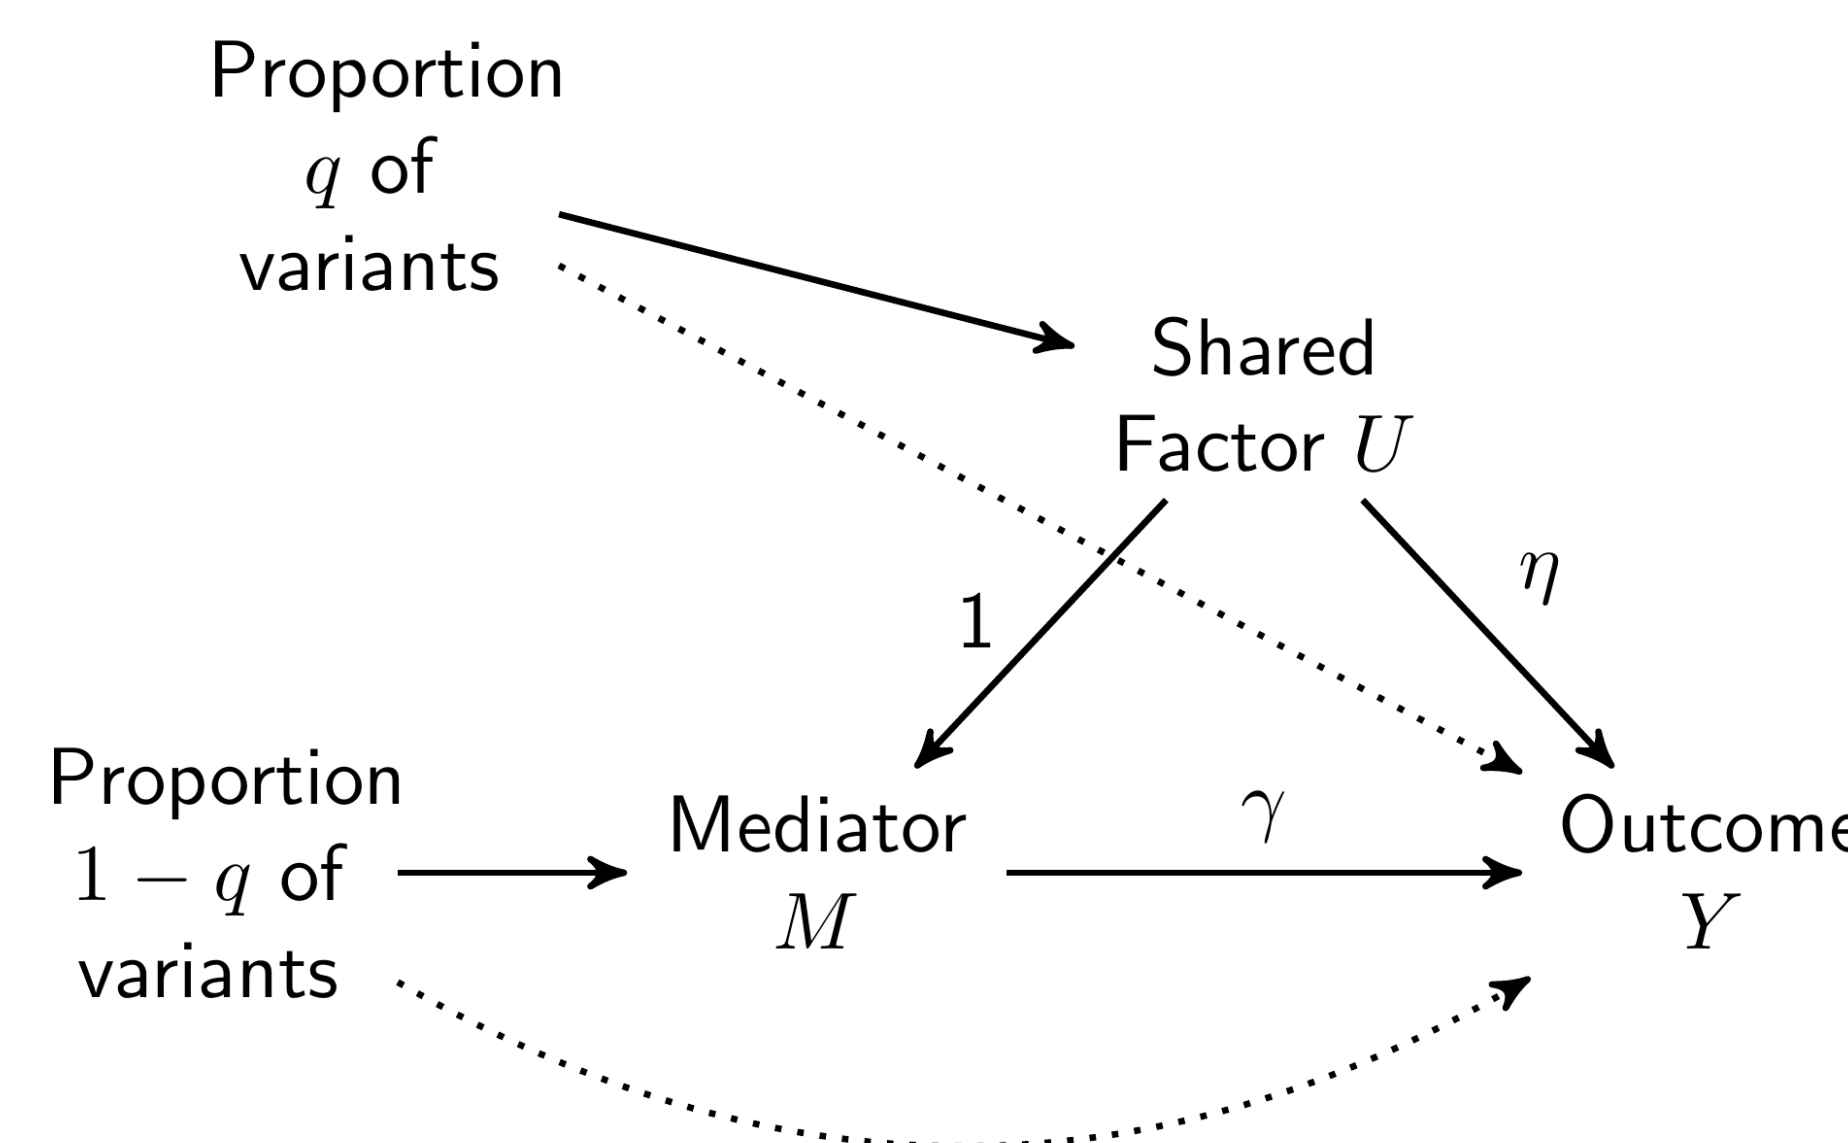 Proportion
q of
variants
Shared
Factor U
η
1
Proportion
1 − q of
variants
Mediator
M
γ
Outcome
Y